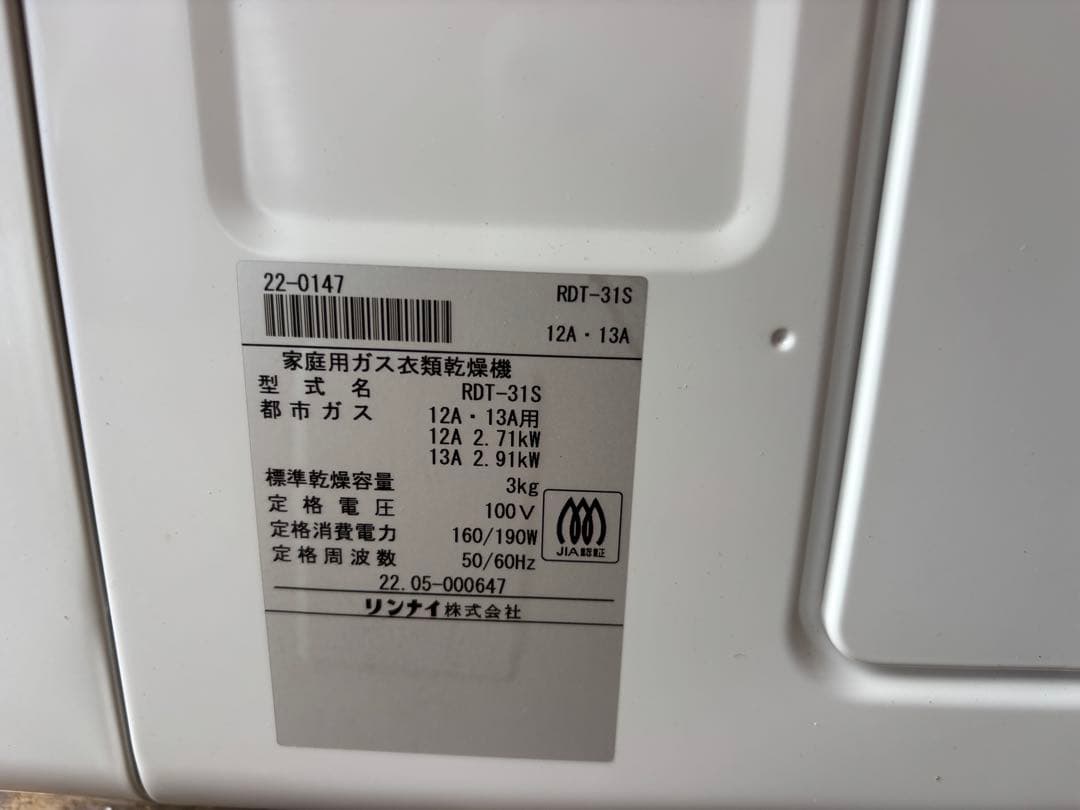 22-0147
RDT-31S
12A・13A
家庭用ガス衣類乾燥機
型式名 RDT-31S
都市ガス 12A・13A用
12A 2.71kW
13A 2.91kW
標準乾燥容量 3kg
定格電圧 100V
定格消費電力 160/190W
定格周波数 50/60Hz
JIA認証
22.05-000647
リンナイ株式会社